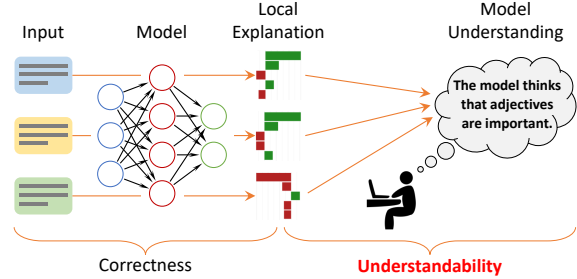 Input
Model
Local
Explanation
Model
Understanding
The model thinks
that adjectives
are important.
Correctness
Understandability